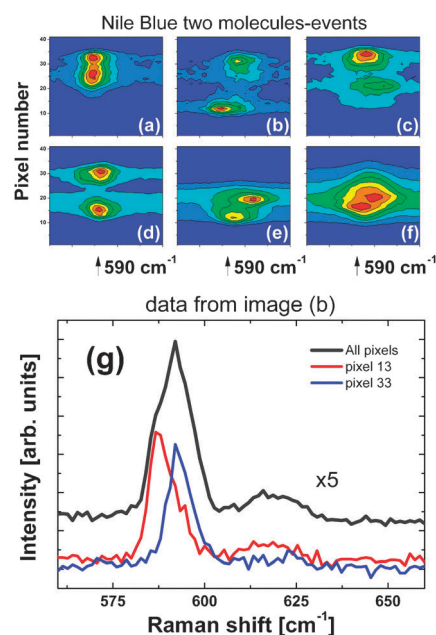 Nile Blue two molecules-events
Pixel number
40
30
20
10
(a)
(b)
(c)
40
30
20
10
(d)
(e)
(f)
590 cm⁻¹
590 cm⁻¹
590 cm⁻¹
data from image (b)
(g)
All pixels
pixel 13
pixel 33
x5
Intensity [arb. units]
575
600
625
650
Raman shift [cm⁻¹]